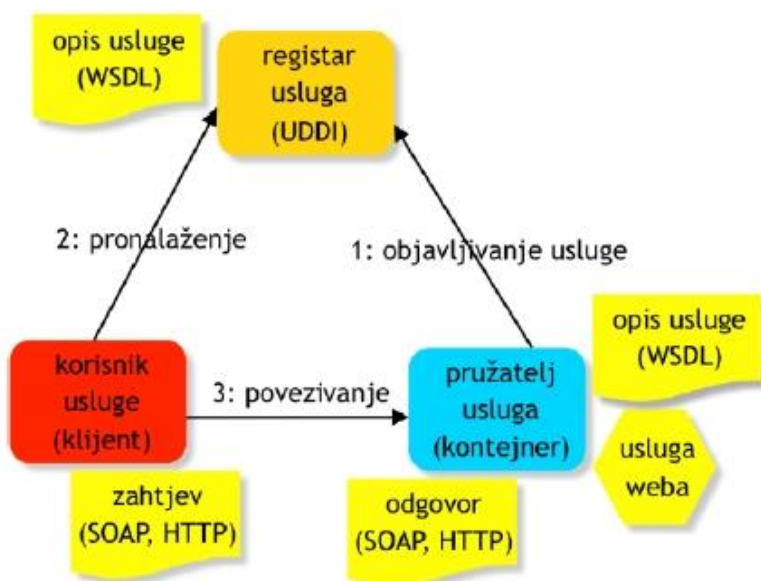 opis usluge
(WSDL)
registar
usluga
(UDDI)
2: pronalaženje
1: objavljivanje usluge
korisnik
usluge
(klijent)
3: povezivanje
pružatelj
usluga
(kontejner)
opis usluge
(WSDL)
usluga
weba
zahtjev
(SOAP, HTTP)
odgovor
(SOAP, HTTP)